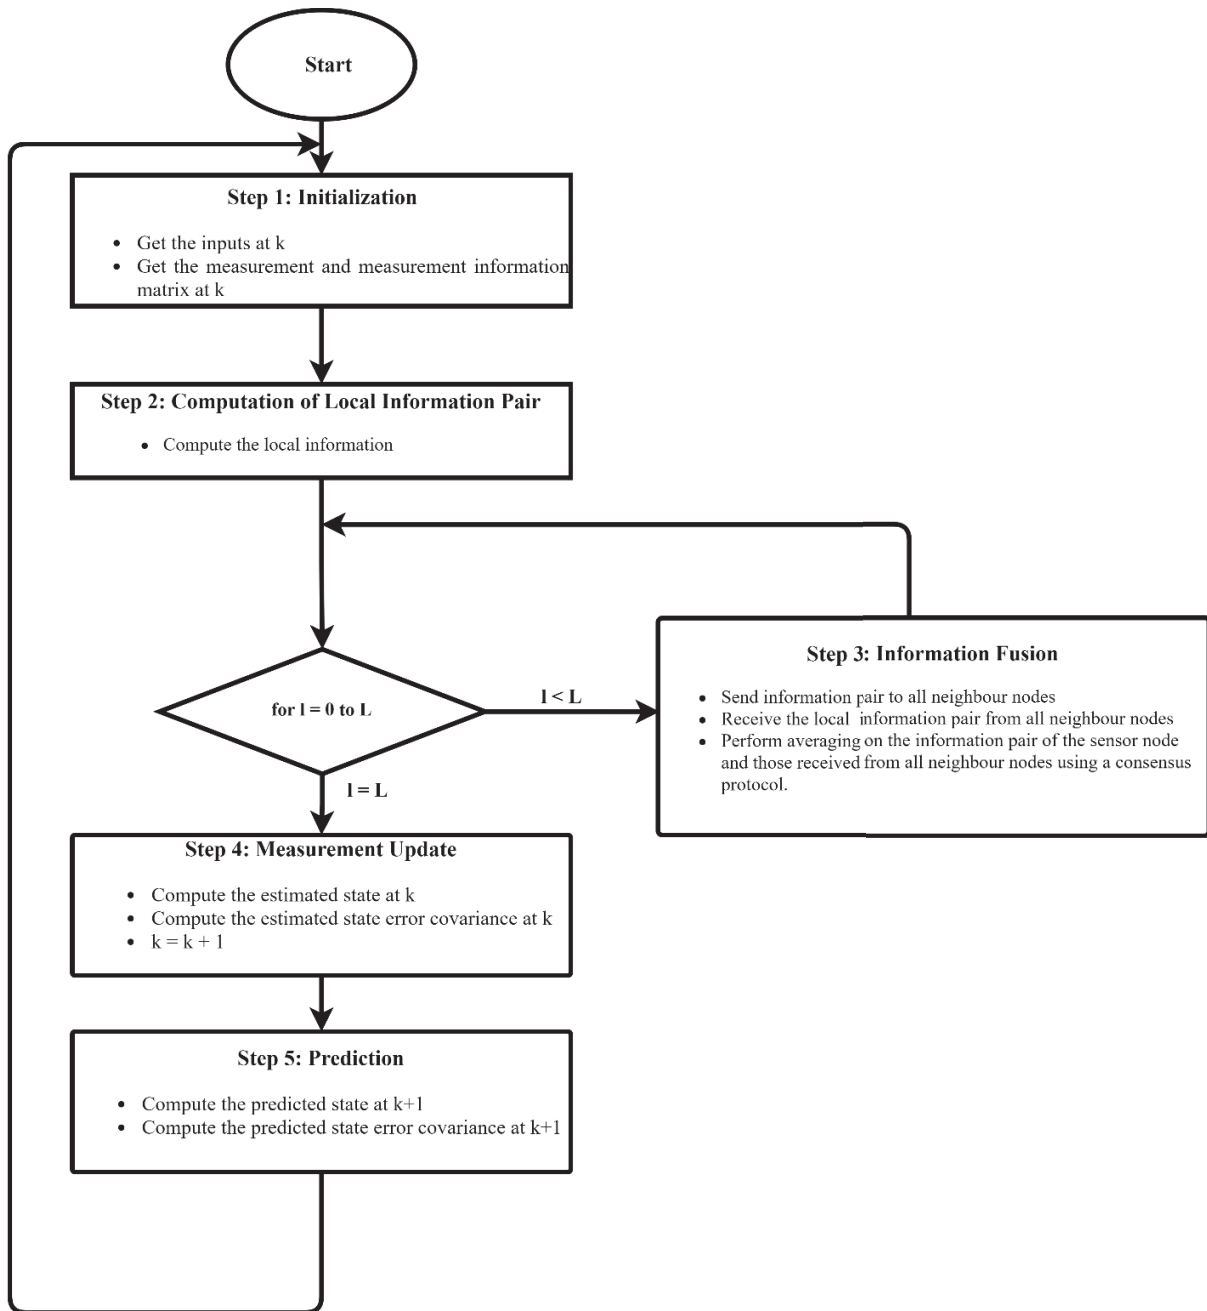 Start
Step 1: Initialization
• Get the inputs at k
• Get the measurement and measurement information
matrix at k
Step 2: Computation of Local Information Pair
• Compute the local information
for l = 0 to L
l < L
Step 3: Information Fusion
• Send information pair to all neighbour nodes
• Receive the local information pair from all neighbour nodes
• Perform averaging on the information pair of the sensor node
and those received from all neighbour nodes using a consensus
protocol.
l = L
Step 4: Measurement Update
• Compute the estimated state at k
• Compute the estimated state error covariance at k
• k = k + 1
Step 5: Prediction
• Compute the predicted state at k+1
• Compute the predicted state error covariance at k+1